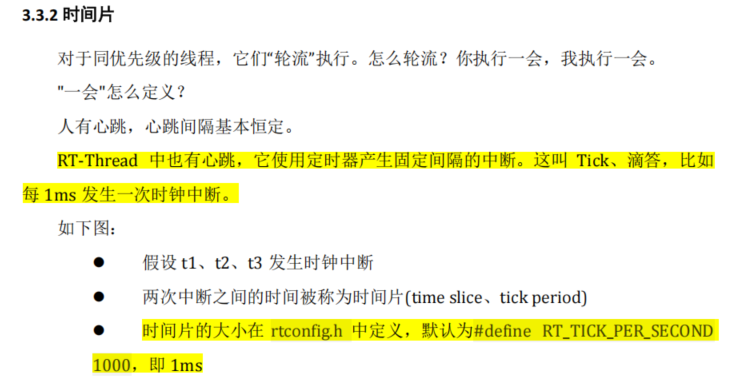 3.3.2 时间片
对于同优先级的线程，它们“轮流”执行。怎么轮流？你执行一会，我执行一会。
"一会"怎么定义？
人有心跳，心跳间隔基本恒定。
RT-Thread 中也有心跳，它使用定时器产生固定间隔的中断。这叫 Tick、滴答，比如
每 1ms 发生一次时钟中断。
如下图：
● 假设 t1、t2、t3 发生时钟中断
● 两次中断之间的时间被称为时间片(time slice、tick period)
● 时间片的大小在 rtconfig.h 中定义，默认为#define RT_TICK_PER_SECOND
1000，即 1ms